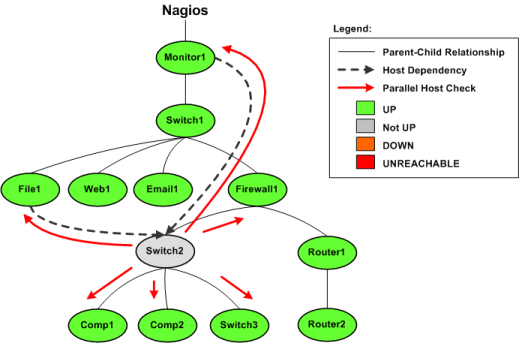 Nagios
Legend:
Monitor1
Parent-Child Relationship
Host Dependency
Parallel Host Check
UP
Not UP
DOWN
UNREACHABLE
Switch1
File1
Web1
Email1
Firewall1
Switch2
Router1
Comp1
Comp2
Switch3
Router2